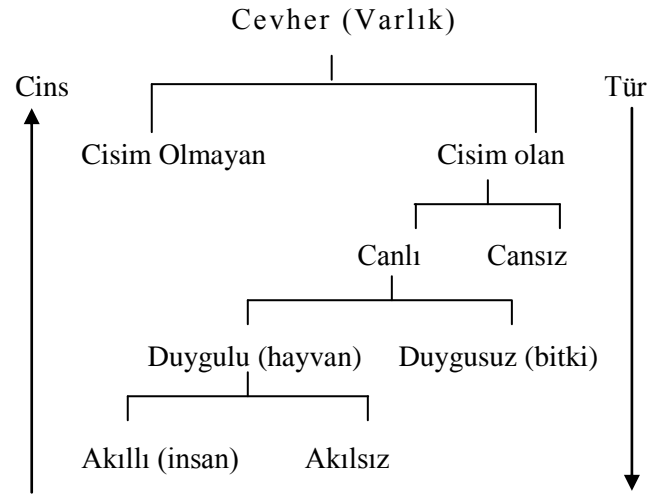 Cevher (Varlık)
Cins Tür
Cisim Olmayan Cisim olan
Canlı Cansız
Duygulu (hayvan) Duygusuz (bitki)
Akıllı (insan) Akılsız